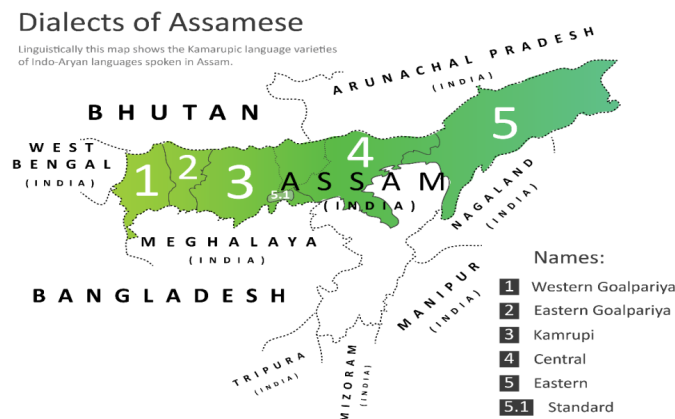 Dialects of Assamese
Linguistically this map shows the Kamarupic language varieties
of Indo-Aryan languages spoken in Assam.
ARUNACHAL PRADESH
(INDIA)
BHUTAN
WEST
BENGAL
(INDIA)
1
2
3
4
5
5.1
ASSAM
(INDIA)
NAGALAND
(INDIA)
MEGHALAYA
(INDIA)
BANGLADESH
MANIPUR
(INDIA)
TRIPURA
(INDIA)
MIZORAM
(INDIA)
Names:
1 Western Goalpariya
2 Eastern Goalpariya
3 Kamrupi
4 Central
5 Eastern
5.1 Standard